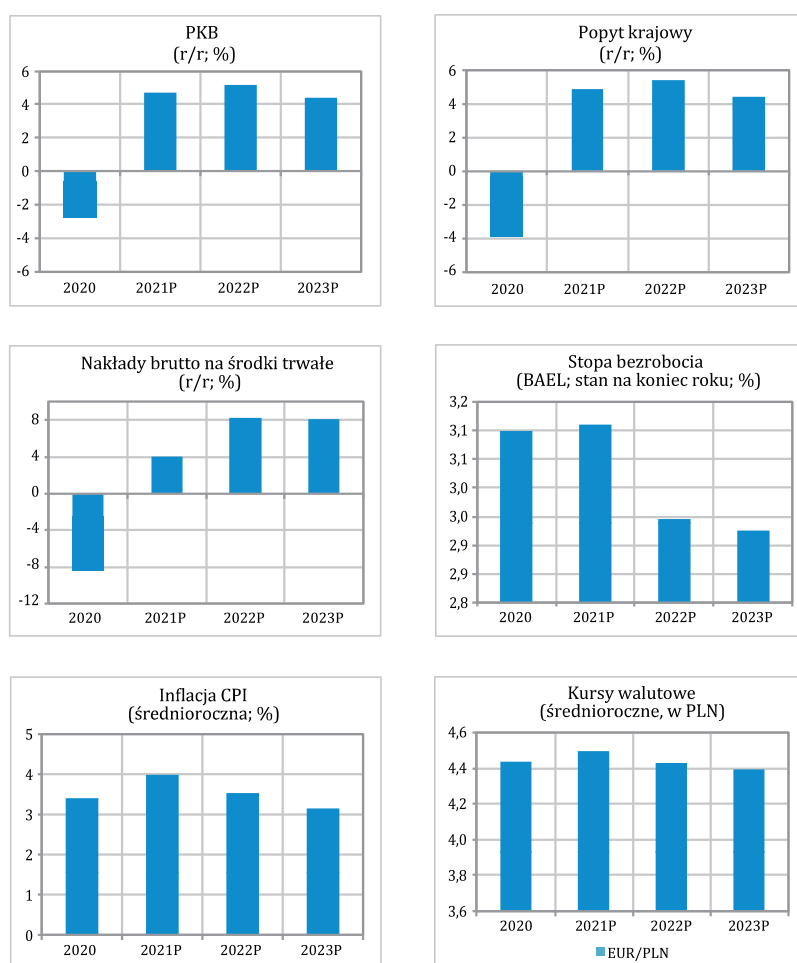 PKB
(r/r; %)
6
4
2
0
-2
-4
-6
2020 2021P 2022P 2023P
Popyt krajowy
(r/r; %)
6
4
2
0
-2
-4
-6
2020 2021P 2022P 2023P
Nakłady brutto na środki trwałe
(r/r; %)
8
4
0
-4
-8
-12
2020 2021P 2022P 2023P
Stopa bezrobocia
(BAEL; stan na koniec roku; %)
3,2
3,1
3,1
3,0
3,0
2,9
2,9
2,8
2020 2021P 2022P 2023P
Inflacja CPI
(średnioroczna; %)
5
4
3
2
1
0
2020 2021P 2022P 2023P
Kursy walutowe
(średnioroczne, w PLN)
4,6
4,4
4,2
4,0
3,8
3,6
2020 2021P 2022P 2023P
EUR/PLN